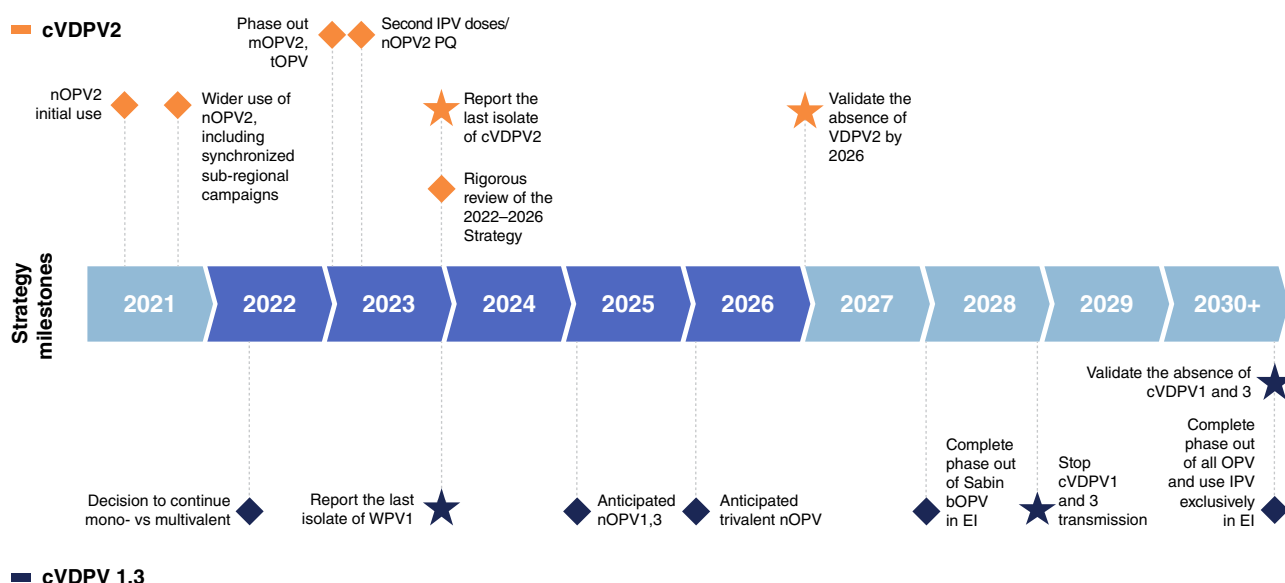 cVDPV2
Phase out
mOPV2,
tOPV
Second IPV doses/
nOPV2 PQ
nOPV2
initial use
Wider use of
nOPV2,
including
synchronized
sub-regional
campaigns
Report the
last isolate
of cVDPV2
Validate the
absence of
VDPV2 by
2026
Rigorous
review of the
2022–2026
Strategy
Strategy
milestones
2021
2022
2023
2024
2025
2026
2027
2028
2029
2030+
Validate the absence of
cVDPV1 and 3
Decision to continue
mono- vs multivalent
Report the last
isolate of WPV1
Anticipated
nOPV1,3
Anticipated
trivalent nOPV
Complete
phase out
of Sabin
bOPV
in EI
Stop
cVDPV1
and 3
transmission
Complete
phase out
of all OPV
and use IPV
exclusively
in EI
cVDPV 1,3